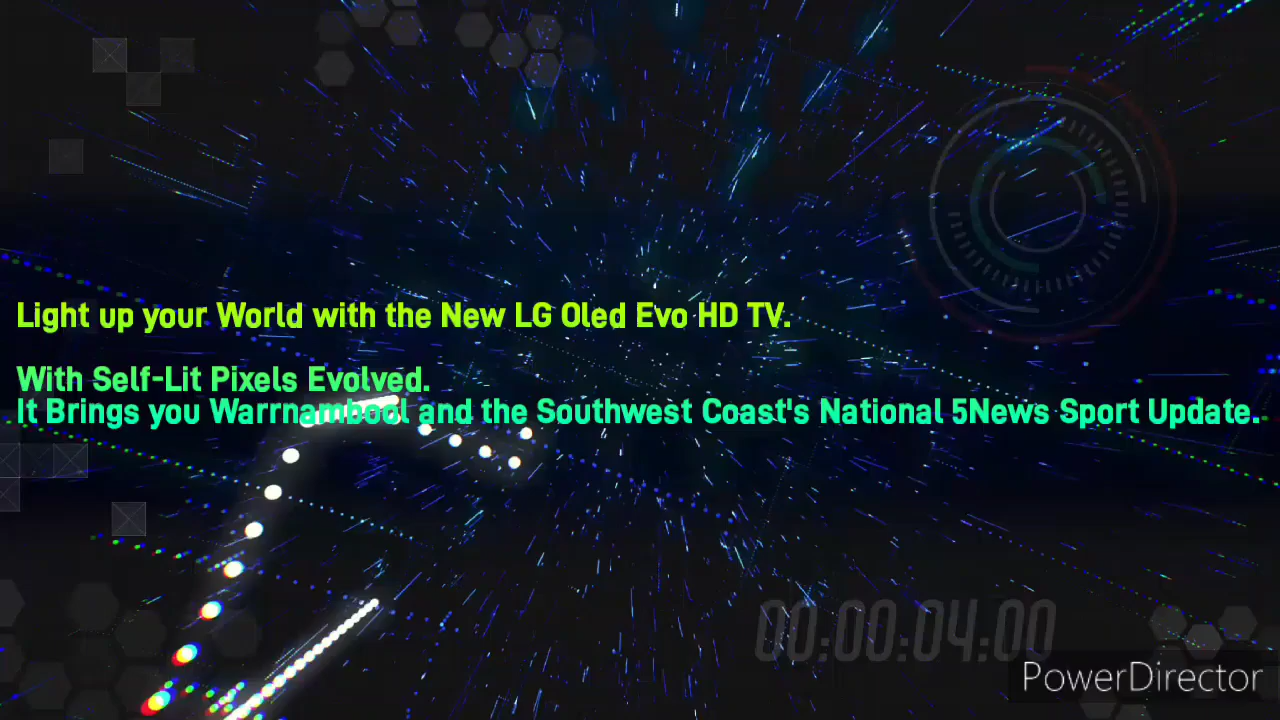 Light up your World with the New LG Oled Evo HD TV.
With Self-Lit Pixels Evolved.
It Brings you Warrnambool and the Southwest Coast's National 5News Sport Update.
00:00:04:00
PowerDirector